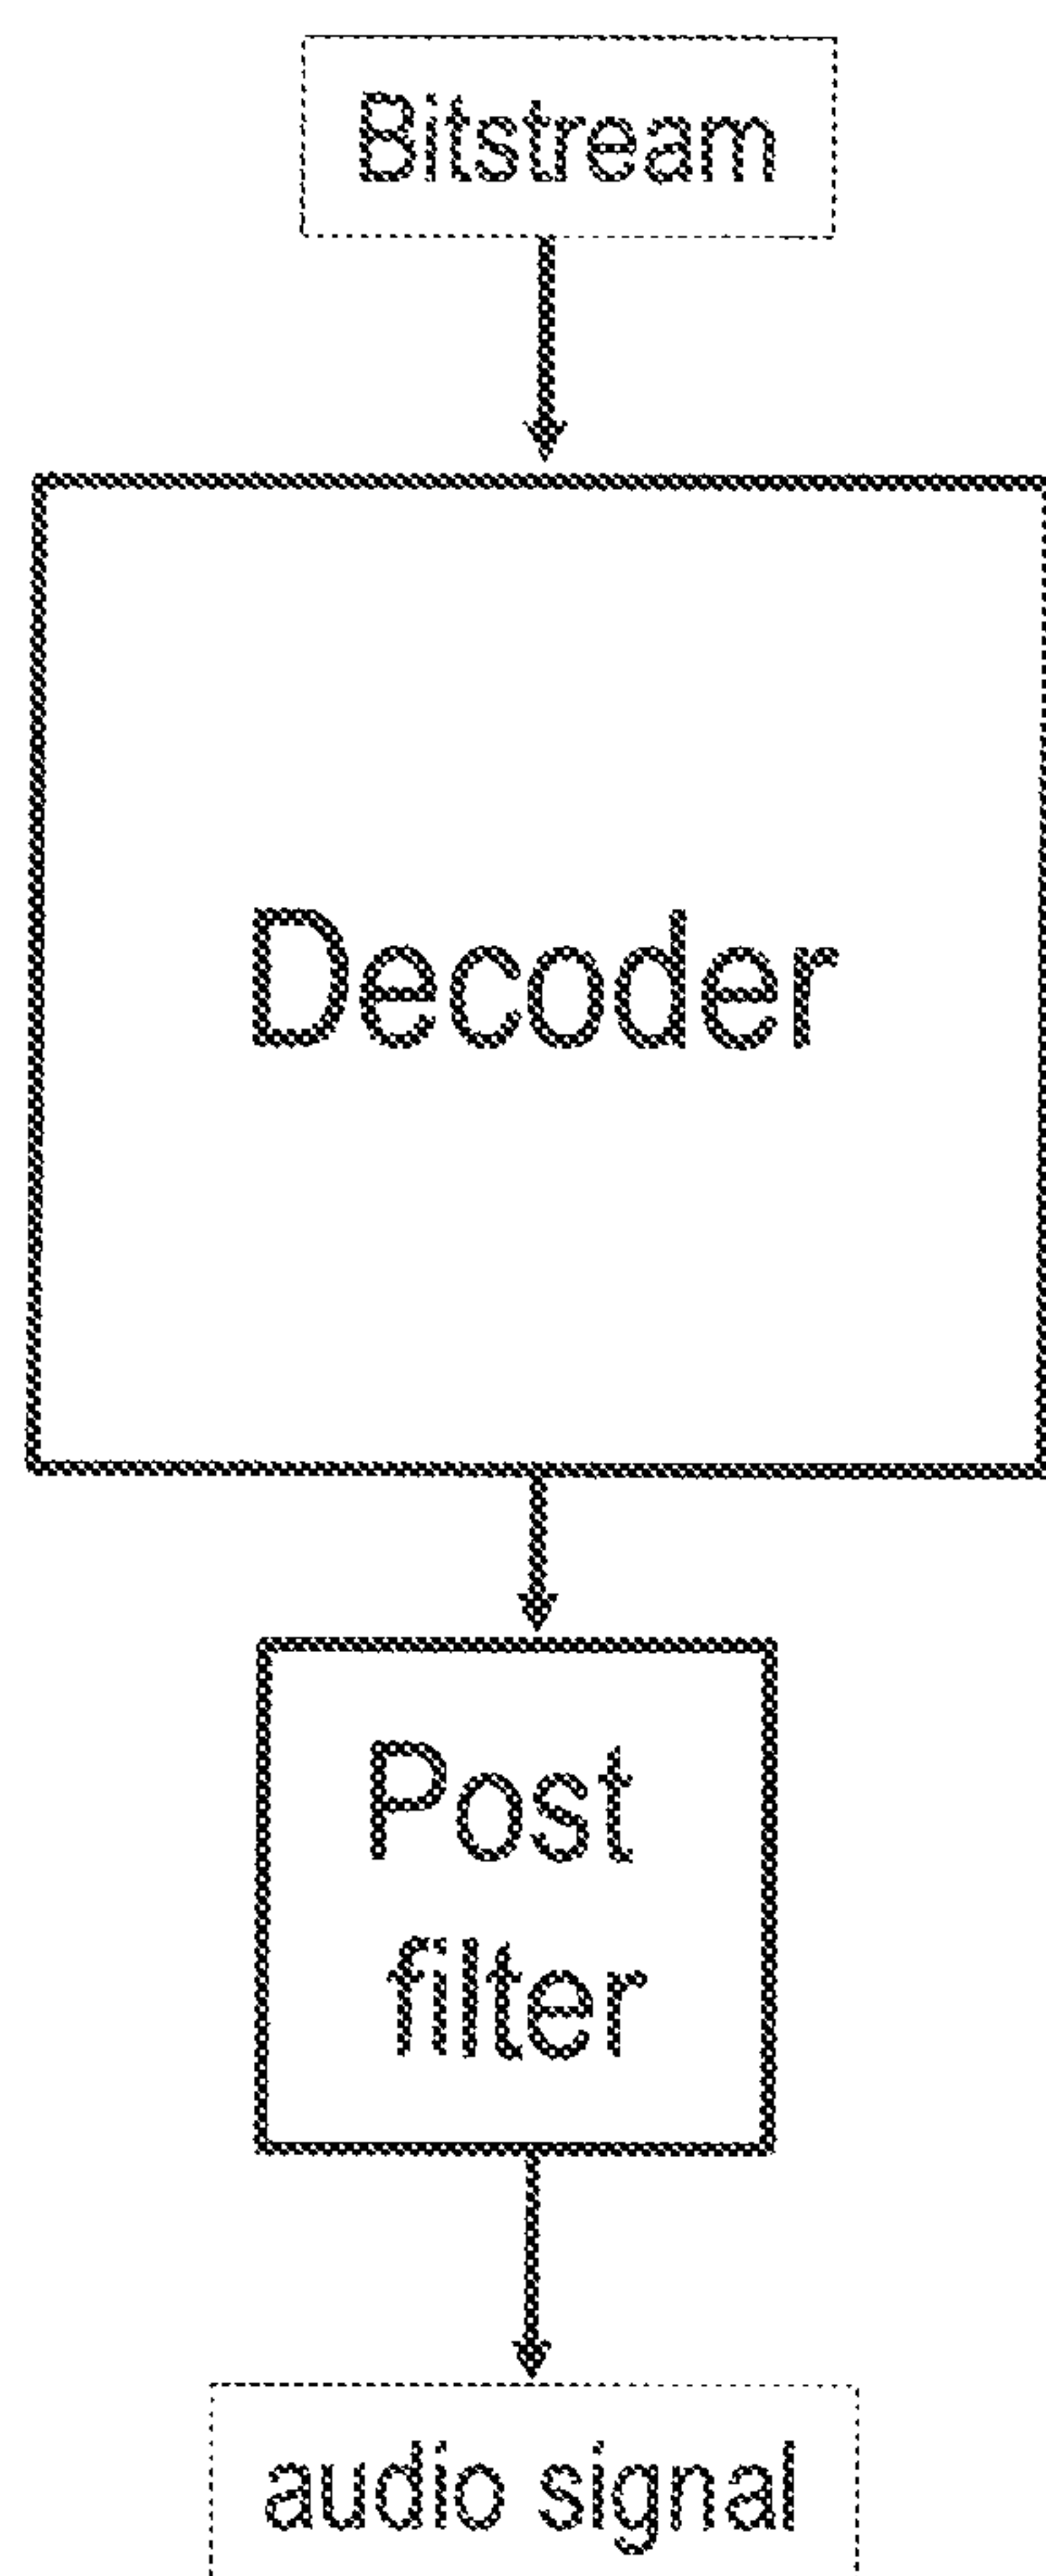 Bitstream
Decoder
Post
filter
audio signal